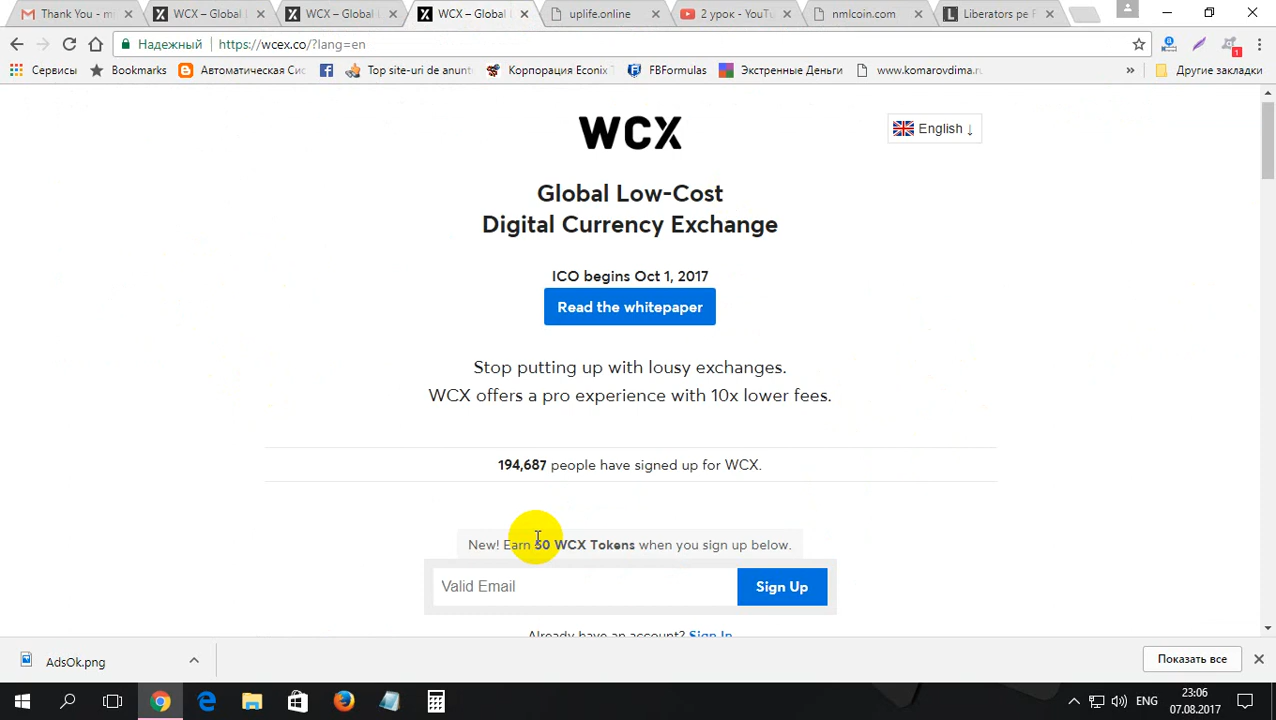 Thank You - m
WCX – Global L
WCX – Global L
WCX – Global L
uplife.online
2 урок - YouTu
nmlcoin.com
Liberators pe F
Надежный
https://wcex.co/?lang=en
Сервисы
Bookmarks
Автоматическая Сис
Top site-uri de anunt
Корпорация Econix
FBFormulas
Экстренные Деньги
www.komarovdima.ru
»
Другие закладки
1
WCX
English ↓
Global Low-Cost
Digital Currency Exchange
ICO begins Oct 1, 2017
Read the whitepaper
Stop putting up with lousy exchanges.
WCX offers a pro experience with 10x lower fees.
194,687 people have signed up for WCX.
New! Earn 50 WCX Tokens when you sign up below.
Valid Email
Sign Up
Already have an account? Sign In
AdsOk.png
Показать все
ENG
23:06
07.08.2017